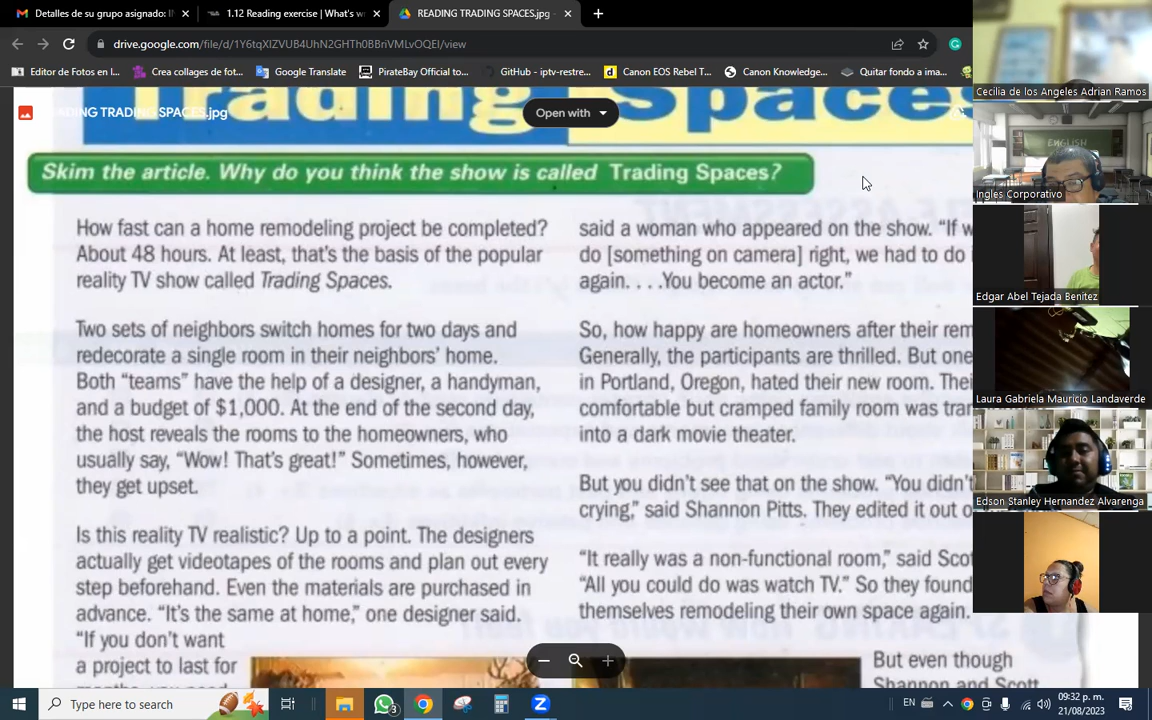 Detalles de su grupo asignado: I
1.12 Reading exercise | What's w
READING TRADING SPACES.jpg
drive.google.com/file/d/1Y6tqXIZVUB4UhN2GHTh0BBriVMLvOQEI/view
Editor de Fotos en l...
Crea collages de fot...
Google Translate
PirateBay Official to...
GitHub - iptv-restre...
Canon EOS Rebel T...
Canon Knowledge...
Quitar fondo a ima...
Trading Spaces
TRADING SPACES.jpg
Open with
Skim the article. Why do you think the show is called Trading Spaces?
How fast can a home remodeling project be completed?
About 48 hours. At least, that's the basis of the popular
reality TV show called Trading Spaces.
Two sets of neighbors switch homes for two days and
redecorate a single room in their neighbors' home.
Both "teams" have the help of a designer, a handyman,
and a budget of $1,000. At the end of the second day,
the host reveals the rooms to the homeowners, who
usually say, "Wow! That's great!" Sometimes, however,
they get upset.
Is this reality TV realistic? Up to a point. The designers
actually get videotapes of the rooms and plan out every
step beforehand. Even the materials are purchased in
advance. "It's the same at home," one designer said.
"If you don't want
a project to last for
said a woman who appeared on the show. "If w
do [something on camera] right, we had to do i
again. . . .You become an actor."
So, how happy are homeowners after their rem
Generally, the participants are thrilled. But one
in Portland, Oregon, hated their new room. Thei
comfortable but cramped family room was tran
into a dark movie theater.
But you didn't see that on the show. "You didn't
crying," said Shannon Pitts. They edited it out o
"It really was a non-functional room," said Scot
"All you could do was watch TV." So they found
themselves remodeling their own space again.
But even though
Shannon and Scott
Cecilia de los Angeles Adrian Ramos
ENGLISH
Ingles Corporativo
Edgar Abel Tejada Benitez
Laura Gabriela Mauricio Landaverde
Edson Stanley Hernandez Alvarenga
Type here to search
3
EN
09:32 p. m.
21/08/2023